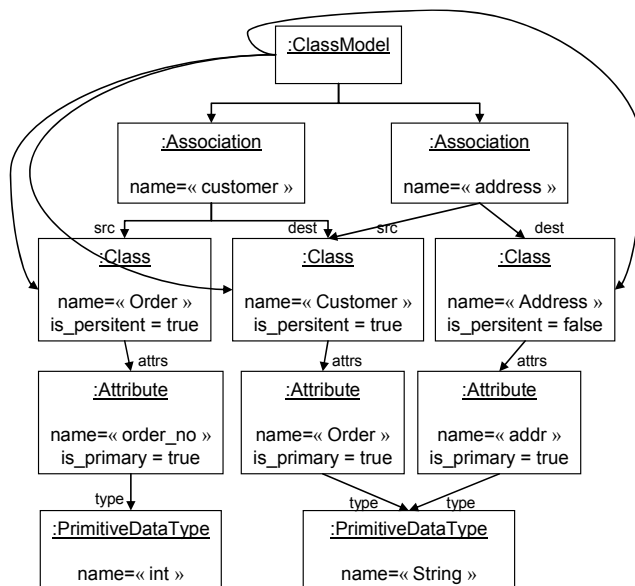 :ClassModel
:Association
name=« customer »
:Association
name=« address »
src
dest
src
dest
:Class
name=« Order »
is_persitent = true
:Class
name=« Customer »
is_persitent = true
:Class
name=« Address »
is_persitent = false
attrs
attrs
attrs
:Attribute
name=« order_no »
is_primary = true
:Attribute
name=« Order »
is_primary = true
:Attribute
name=« addr »
is_primary = true
type
type
type
:PrimitiveDataType
name=« int »
:PrimitiveDataType
name=« String »